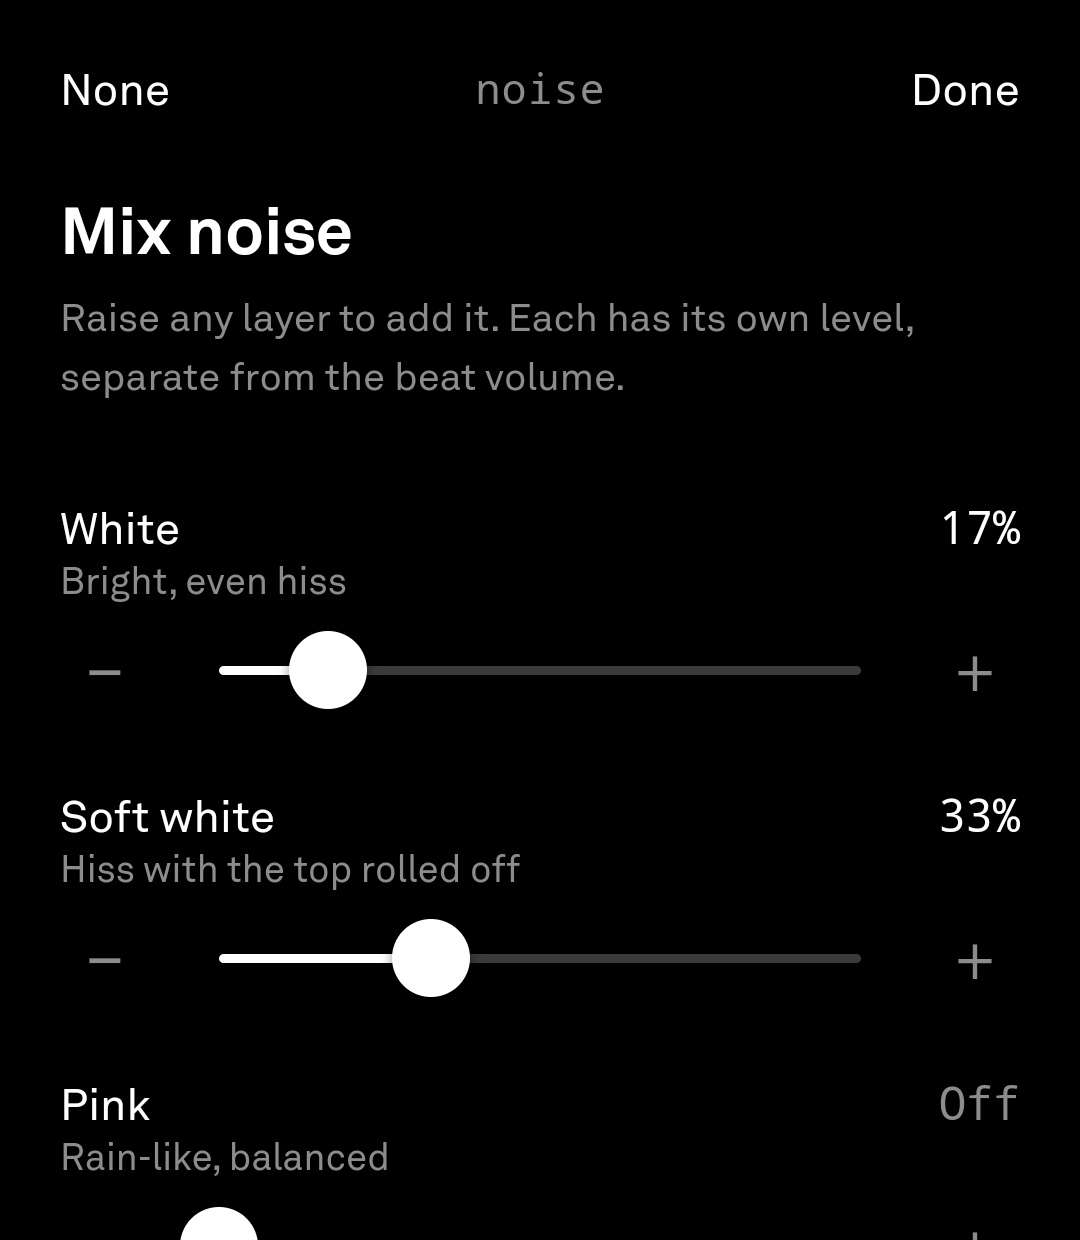 None
noise
Done
Mix noise
Raise any layer to add it. Each has its own level,
separate from the beat volume.
White
17%
Bright, even hiss
− +
Soft white
33%
Hiss with the top rolled off
− +
Pink
Off
Rain-like, balanced